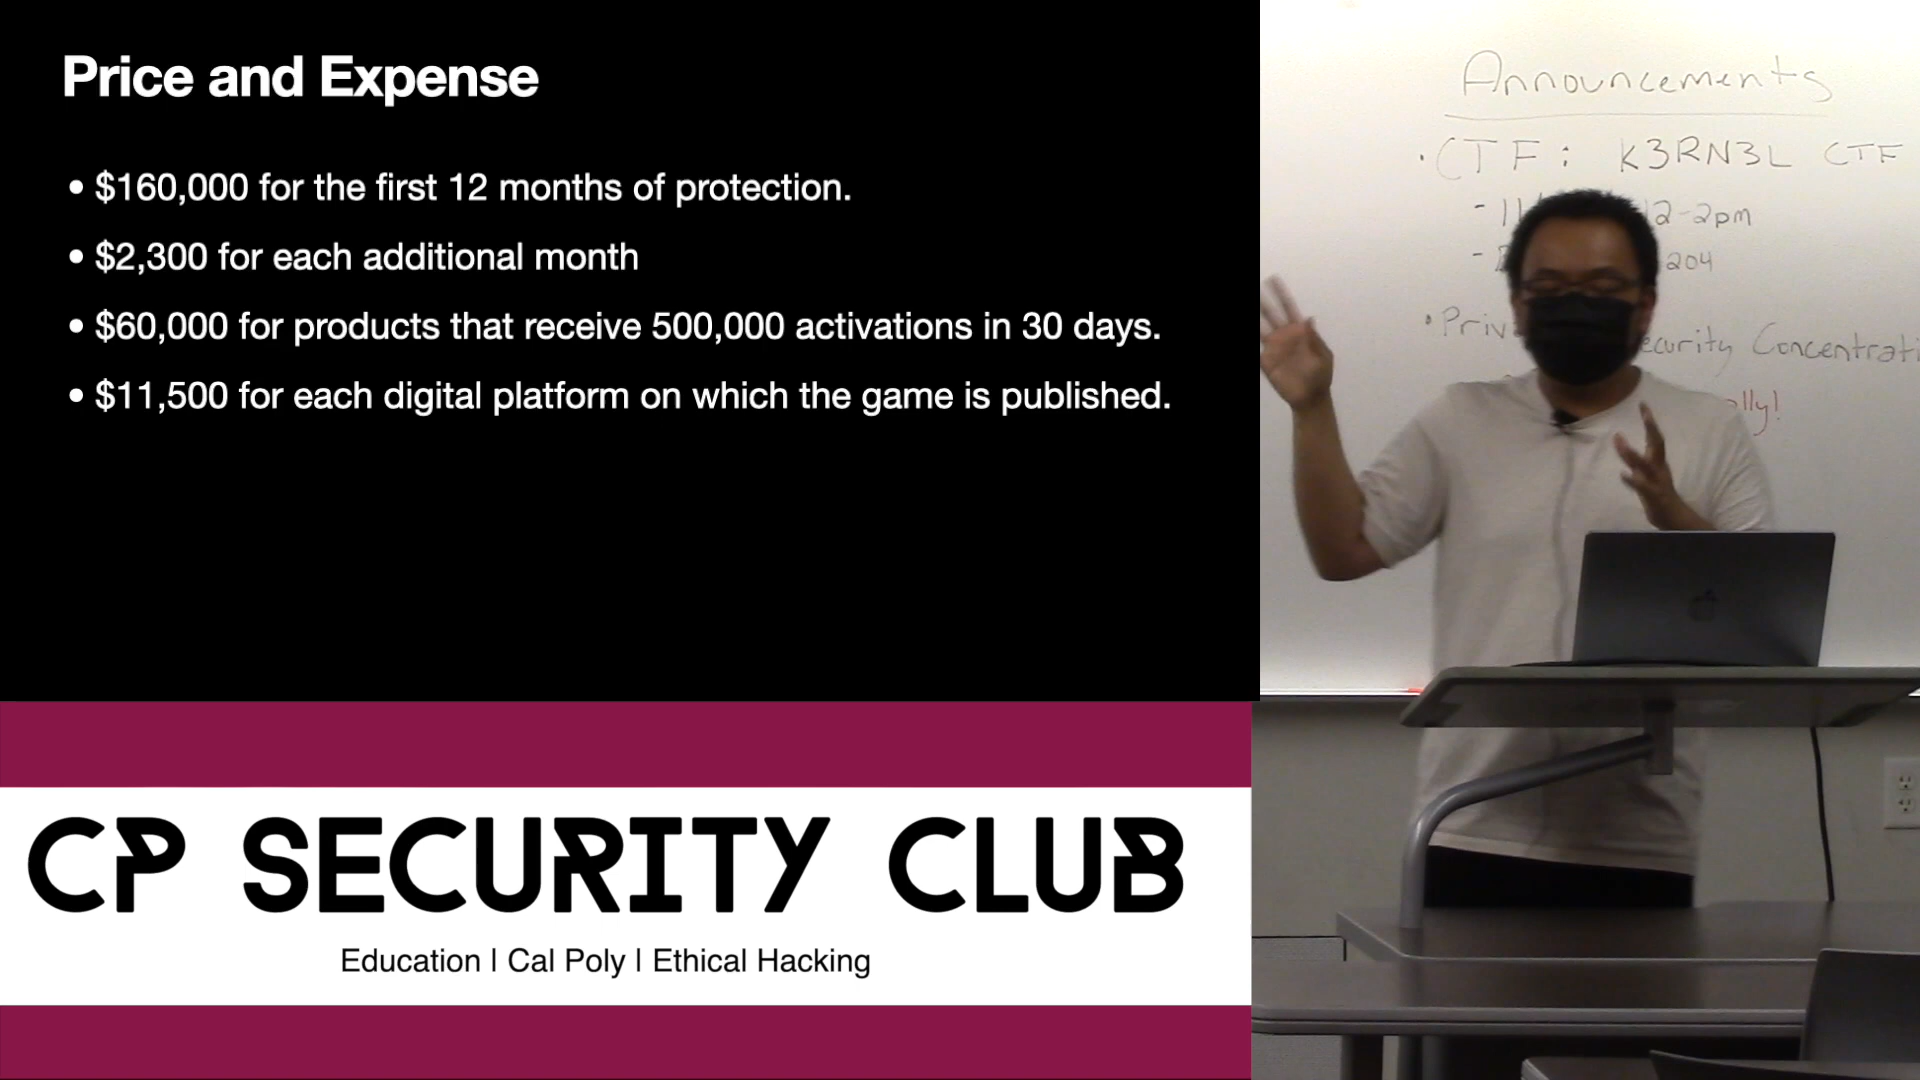 Price and Expense
• $160,000 for the first 12 months of protection.
• $2,300 for each additional month
• $60,000 for products that receive 500,000 activations in 30 days.
• $11,500 for each digital platform on which the game is published.
CP SECURITY CLUB
Education | Cal Poly | Ethical Hacking
Announcements
• CTF: K3RN3L CTF
- 12-2pm
- 204
• Security Concentrati